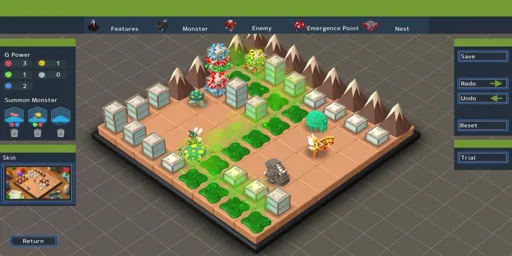 Features Monster Enemy Emergence Point Nest
G Power
3 1
1 0
2
Summon Monster
Skin
Return
Save
Redo
Undo
Reset
Trial